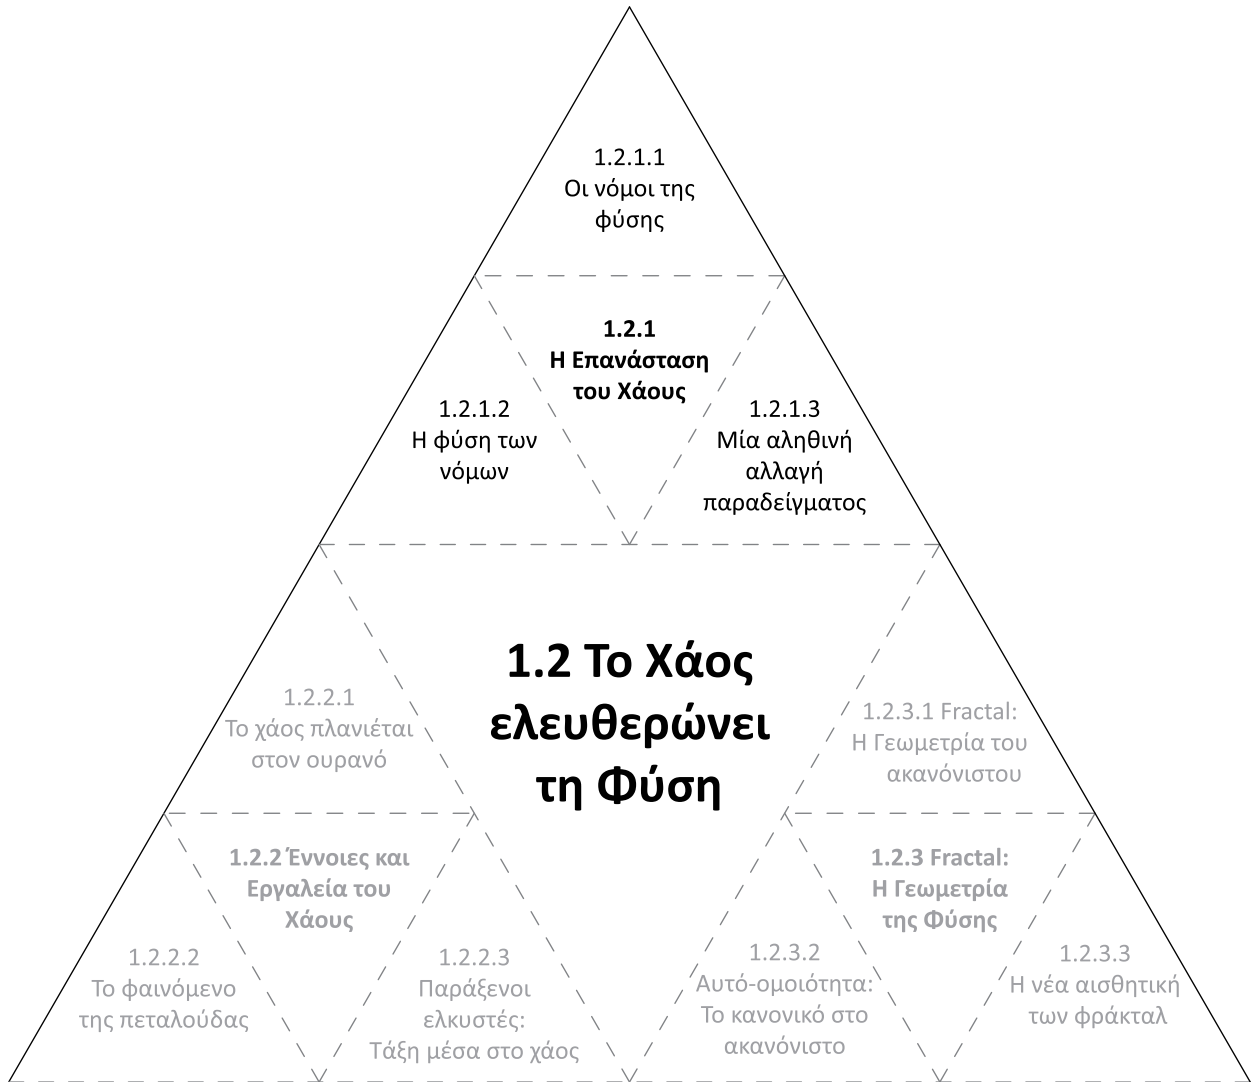 1.2.1.1
Οι νόμοι της
φύσης
1.2.1
Η Επανάσταση
του Χάους
1.2.1.2
Η φύση των
νόμων
1.2.1.3
Μία αληθινή
αλλαγή
παραδείγματος
1.2 Το Χάος
ελευθερώνει
τη Φύση
1.2.2.1
Το χάος πλανιέται
στον ουρανό
1.2.3.1 Fractal:
Η Γεωμετρία του
ακανόνιστου
1.2.2 Έννοιες και
Εργαλεία του
Χάους
1.2.3 Fractal:
Η Γεωμετρία
της Φύσης
1.2.2.2
Το φαινόμενο
της πεταλούδας
1.2.2.3
Παράξενοι
ελκυστές:
Τάξη μέσα στο χάος
1.2.3.2
Αυτό-ομοιότητα:
Το κανονικό στο
ακανόνιστο
1.2.3.3
Η νέα αισθητική
των φράκταλ